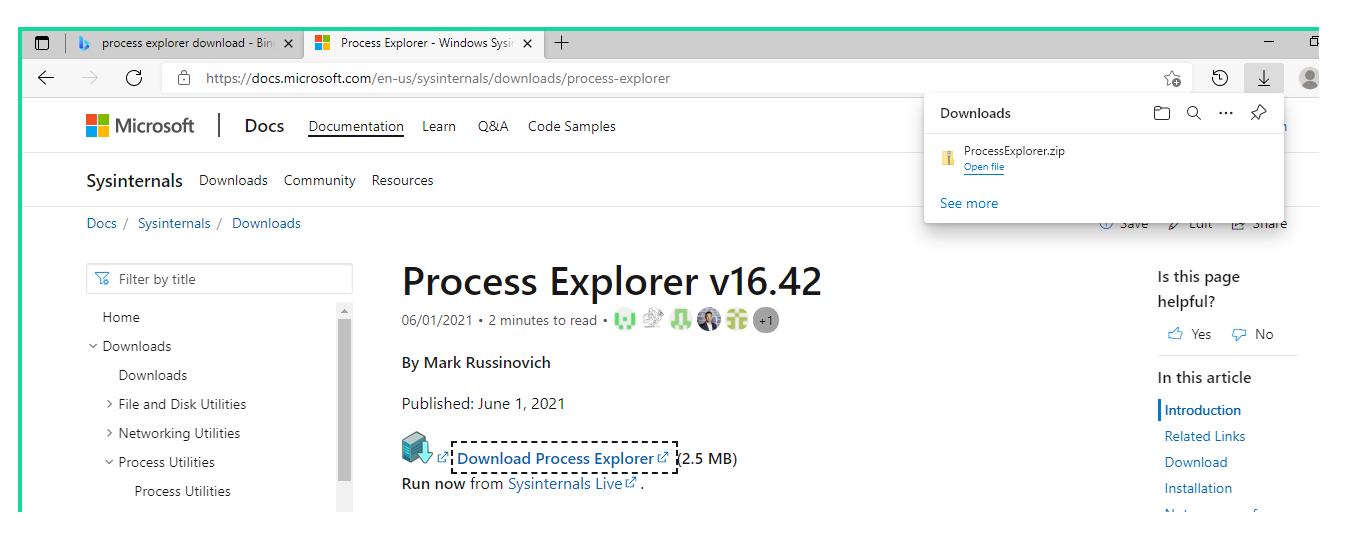 process explorer download - Bin
Process Explorer - Windows Sysi
https://docs.microsoft.com/en-us/sysinternals/downloads/process-explorer
Microsoft
Docs
Documentation
Learn
Q&A
Code Samples
Downloads
ProcessExplorer.zip
Open file
See more
Sysinternals
Downloads
Community
Resources
Docs / Sysinternals / Downloads
Save
Edit
Share
Filter by title
Home
Downloads
Downloads
File and Disk Utilities
Networking Utilities
Process Utilities
Process Utilities
Process Explorer v16.42
06/01/2021 • 2 minutes to read •
+1
By Mark Russinovich
Published: June 1, 2021
Download Process Explorer (2.5 MB)
Run now from Sysinternals Live .
Is this page
helpful?
Yes
No
In this article
Introduction
Related Links
Download
Installation